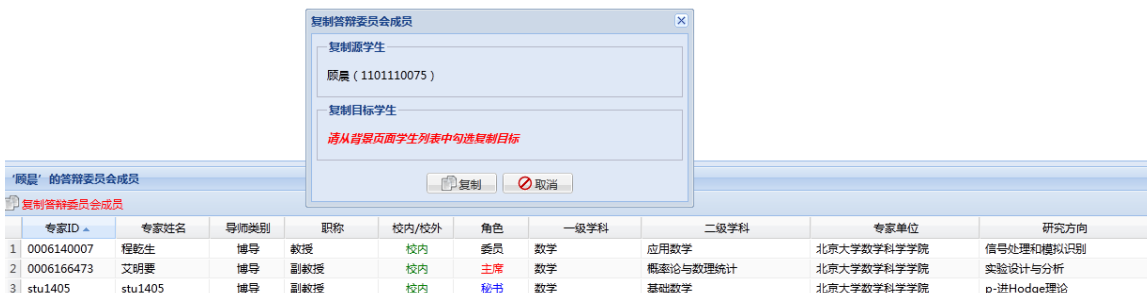 复制答辩委员会成员
复制源学生
顾晨（1101110075）
复制目标学生
请从背景页面学生列表中勾选复制目标
复制 取消
‘顾晨’的答辩委员会成员
复制答辩委员会成员
专家ID 专家姓名 导师类别 职称 校内/校外 角色 一级学科 二级学科 专家单位 研究方向
1 0006140007 程乾生 博导 教授 校内 委员 数学 应用数学 北京大学数学科学学院 信号处理和模拟识别
2 0006166473 艾明要 博导 副教授 校内 主席 数学 概率论与数理统计 北京大学数学科学学院 实验设计与分析
3 stu1405 stu1405 博导 副教授 校内 秘书 数学 基础数学 北京大学数学科学学院 p-进Hodge理论